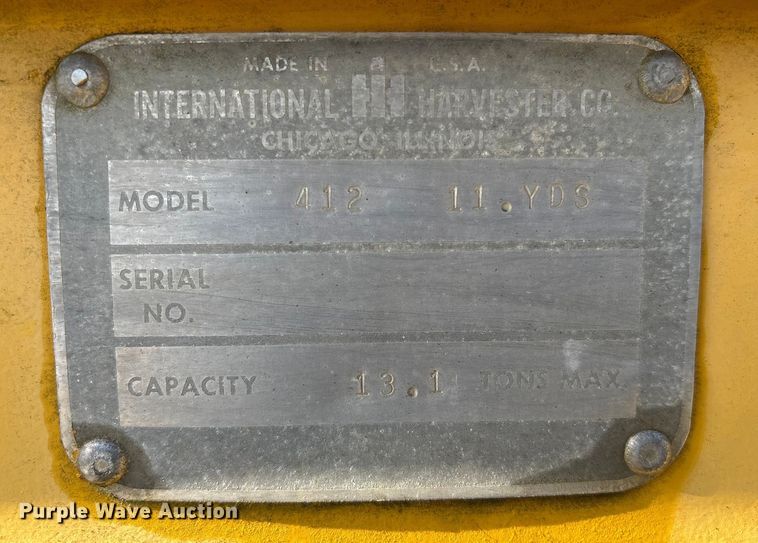 MADE IN U.S.A.
INTERNATIONAL IH HARVESTER CO.
CHICAGO, ILLINOIS
MODEL 412 11.YDS
SERIAL
NO.
CAPACITY 13.1 TONS MAX.
Purple Wave Auction